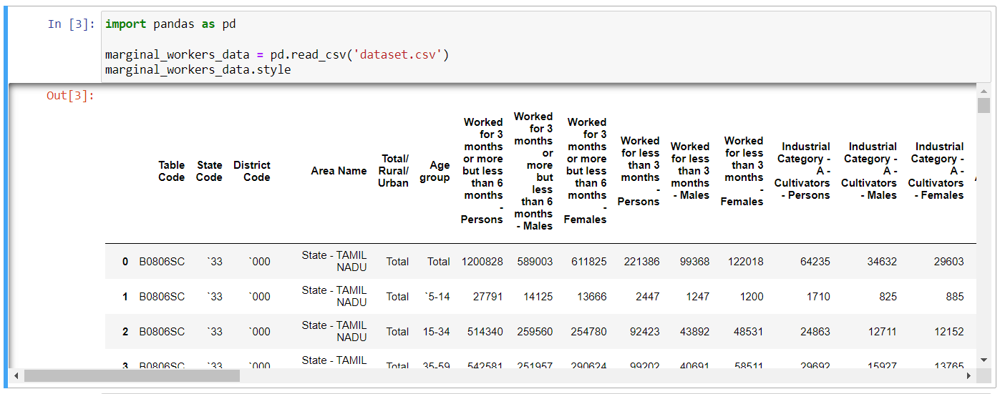 In [3]: import pandas as pd
marginal_workers_data = pd.read_csv('dataset.csv')
marginal_workers_data.style
Out[3]:
Table Code State Code District Code Area Name Total/ Rural/ Urban Age group Worked for 3 months or more but less than 6 months - Persons Worked for 3 months or more but less than 6 months - Males Worked for 3 months or more but less than 6 months - Females Worked for less than 3 months - Persons Worked for less than 3 months - Males Worked for less than 3 months - Females Industrial Category - A - Cultivators - Persons Industrial Category - A - Cultivators - Males Industrial Category - A - Cultivators - Females
0 B0806SC `33 `000 State - TAMIL NADU Total Total 1200828 589003 611825 221386 99368 122018 64235 34632 29603
1 B0806SC `33 `000 State - TAMIL NADU Total `5-14 27791 14125 13666 2447 1247 1200 1710 825 885
2 B0806SC `33 `000 State - TAMIL NADU Total 15-34 514340 259560 254780 92423 43892 48531 24863 12711 12152
3 B0806SC `33 `000 State - TAMIL Total 35-59 542581 251957 290624 99202 40691 58511 29692 15927 13765